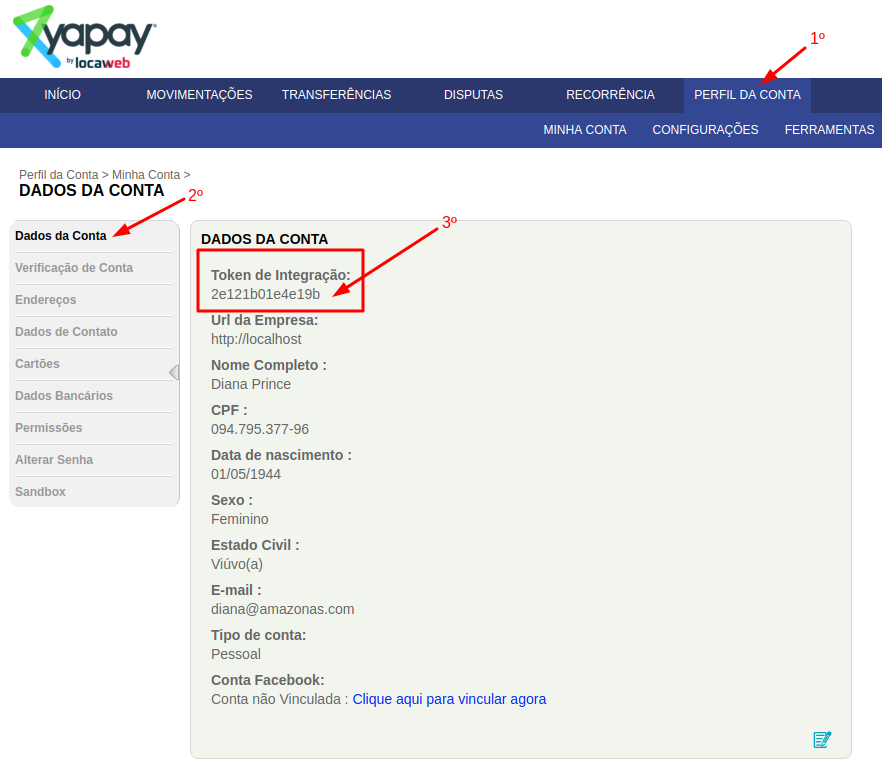 yapay
by locaweb
1º
INÍCIO MOVIMENTAÇÕES TRANSFERÊNCIAS DISPUTAS RECORRÊNCIA PERFIL DA CONTA
MINHA CONTA CONFIGURAÇÕES FERRAMENTAS
Perfil da Conta > Minha Conta >
DADOS DA CONTA
2º
Dados da Conta
Verificação de Conta
Endereços
Dados de Contato
Cartões
Dados Bancários
Permissões
Alterar Senha
Sandbox
3º
DADOS DA CONTA
Token de Integração:
2e121b01e4e19b
Url da Empresa:
http://localhost
Nome Completo :
Diana Prince
CPF :
094.795.377-96
Data de nascimento :
01/05/1944
Sexo :
Feminino
Estado Civil :
Viúvo(a)
E-mail :
diana@amazonas.com
Tipo de conta:
Pessoal
Conta Facebook:
Conta não Vinculada : Clique aqui para vincular agora